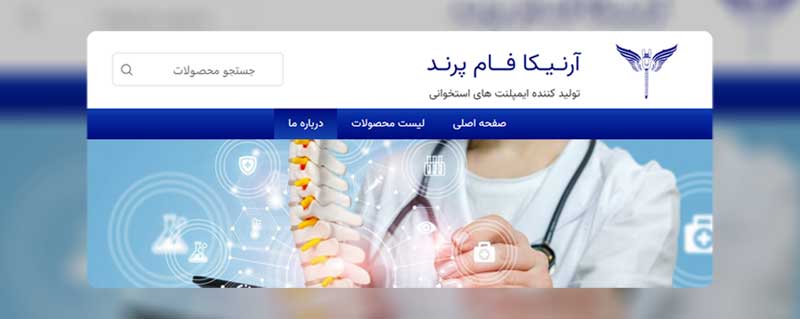 آرنیکا فام پرند
تولید کننده ایمپلنت های استخوانی
جستجو محصولات
صفحه اصلی
لیست محصولات
درباره ما